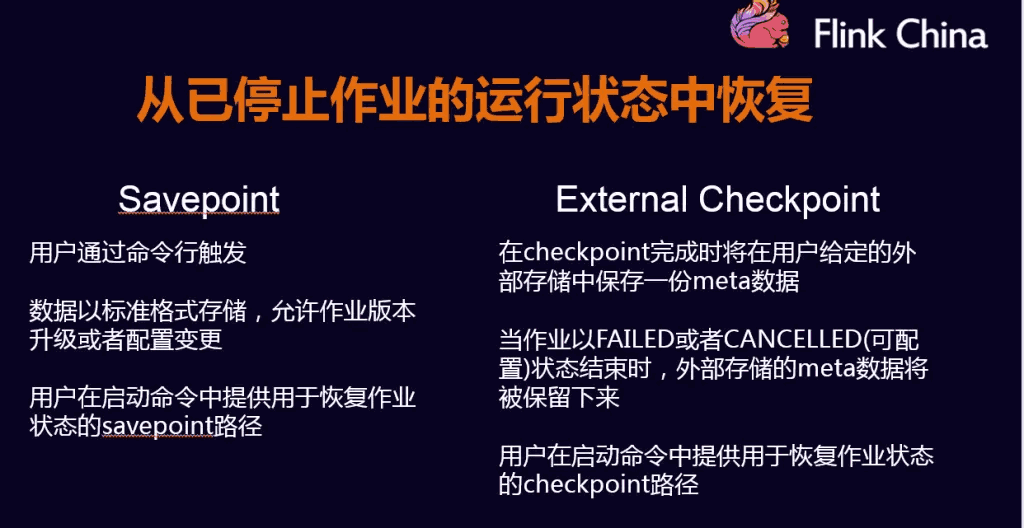 Flink China
从已停止作业的运行状态中恢复
Savepoint
用户通过命令行触发
数据以标准格式存储，允许作业版本
升级或者配置变更
用户在启动命令中提供用于恢复作业
状态的savepoint路径
External Checkpoint
在checkpoint完成时将在用户给定的外
部存储中保存一份meta数据
当作业以FAILED或者CANCELLED(可配
置)状态结束时，外部存储的meta数据将
被保留下来
用户在启动命令中提供用于恢复作业状态
的checkpoint路径